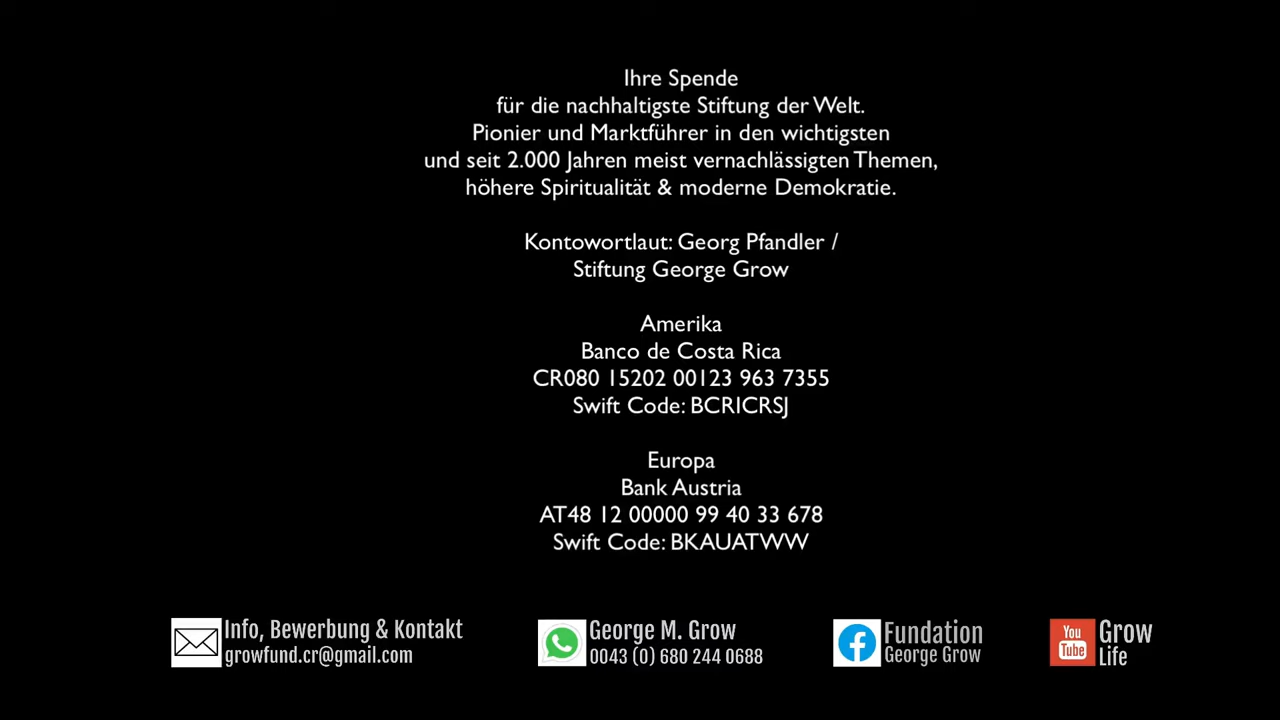 Ihre Spende
für die nachhaltigste Stiftung der Welt.
Pionier und Marktführer in den wichtigsten
und seit 2.000 Jahren meist vernachlässigten Themen,
höhere Spiritualität & moderne Demokratie.
Kontowortlaut: Georg Pfandler /
Stiftung George Grow
Amerika
Banco de Costa Rica
CR080 15202 00123 963 7355
Swift Code: BCRICRSJ
Europa
Bank Austria
AT48 12 00000 99 40 33 678
Swift Code: BKAUATWW
Info, Bewerbung & Kontakt
growfund.cr@gmail.com
George M. Grow
0043 (0) 680 244 0688
Fundation
George Grow
You
Tube
Grow
Life